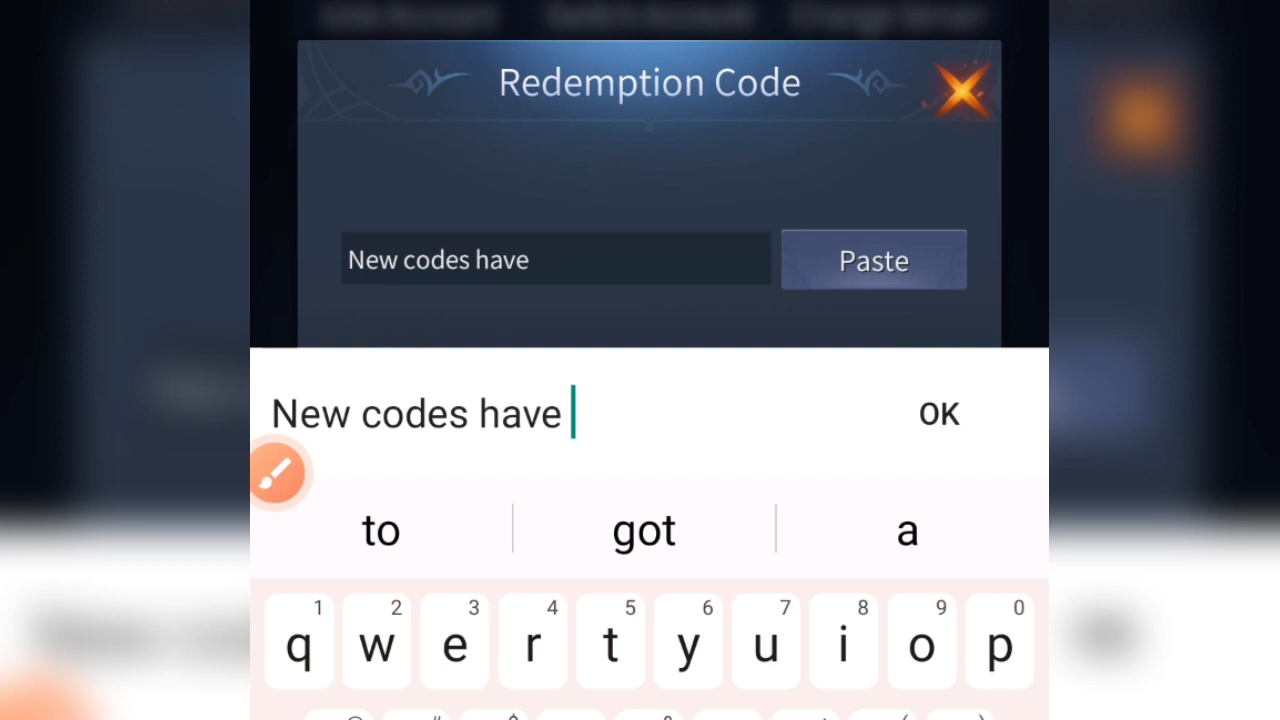 Redemption Code
New codes have
Paste
New codes have
OK
to got a
1 2 3 4 5 6 7 8 9 0
q w e r t y u i o p